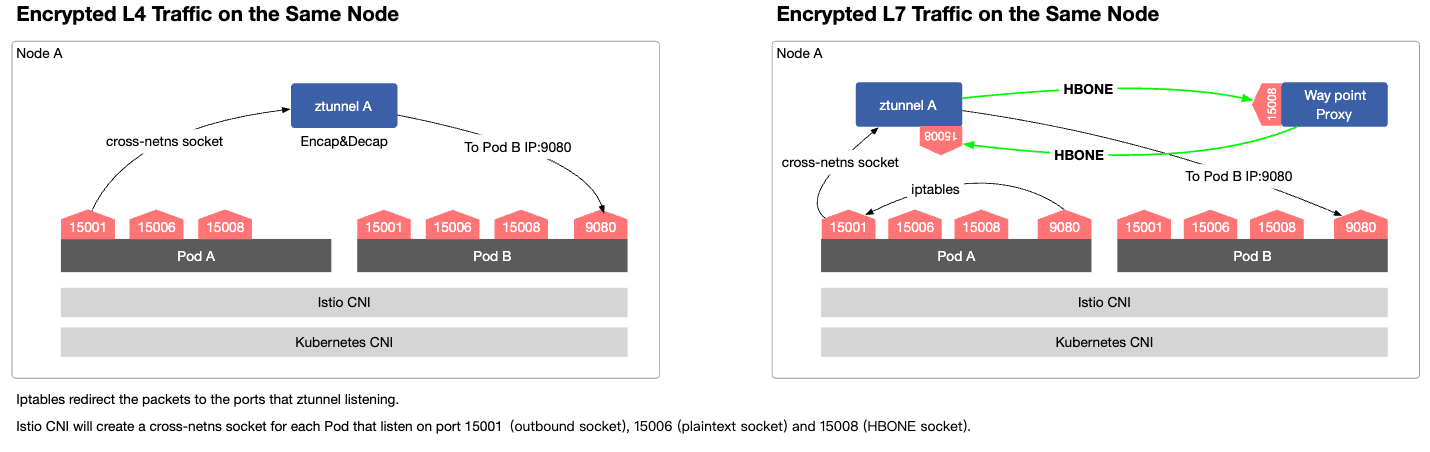 Encrypted L4 Traffic on the Same Node
Node A
ztunnel A
Encap&Decap
cross-netns socket
To Pod B IP:9080
15001 15006 15008
Pod A
15001 15006 15008 9080
Pod B
Istio CNI
Kubernetes CNI
Encrypted L7 Traffic on the Same Node
Node A
ztunnel A
15008
HBONE
15008
Way point
Proxy
HBONE
cross-netns socket
To Pod B IP:9080
iptables
15001 15006 15008 9080
Pod A
15001 15006 15008 9080
Pod B
Istio CNI
Kubernetes CNI
Iptables redirect the packets to the ports that ztunnel listening.
Istio CNI will create a cross-netns socket for each Pod that listen on port 15001 (outbound socket), 15006 (plaintext socket) and 15008 (HBONE socket).